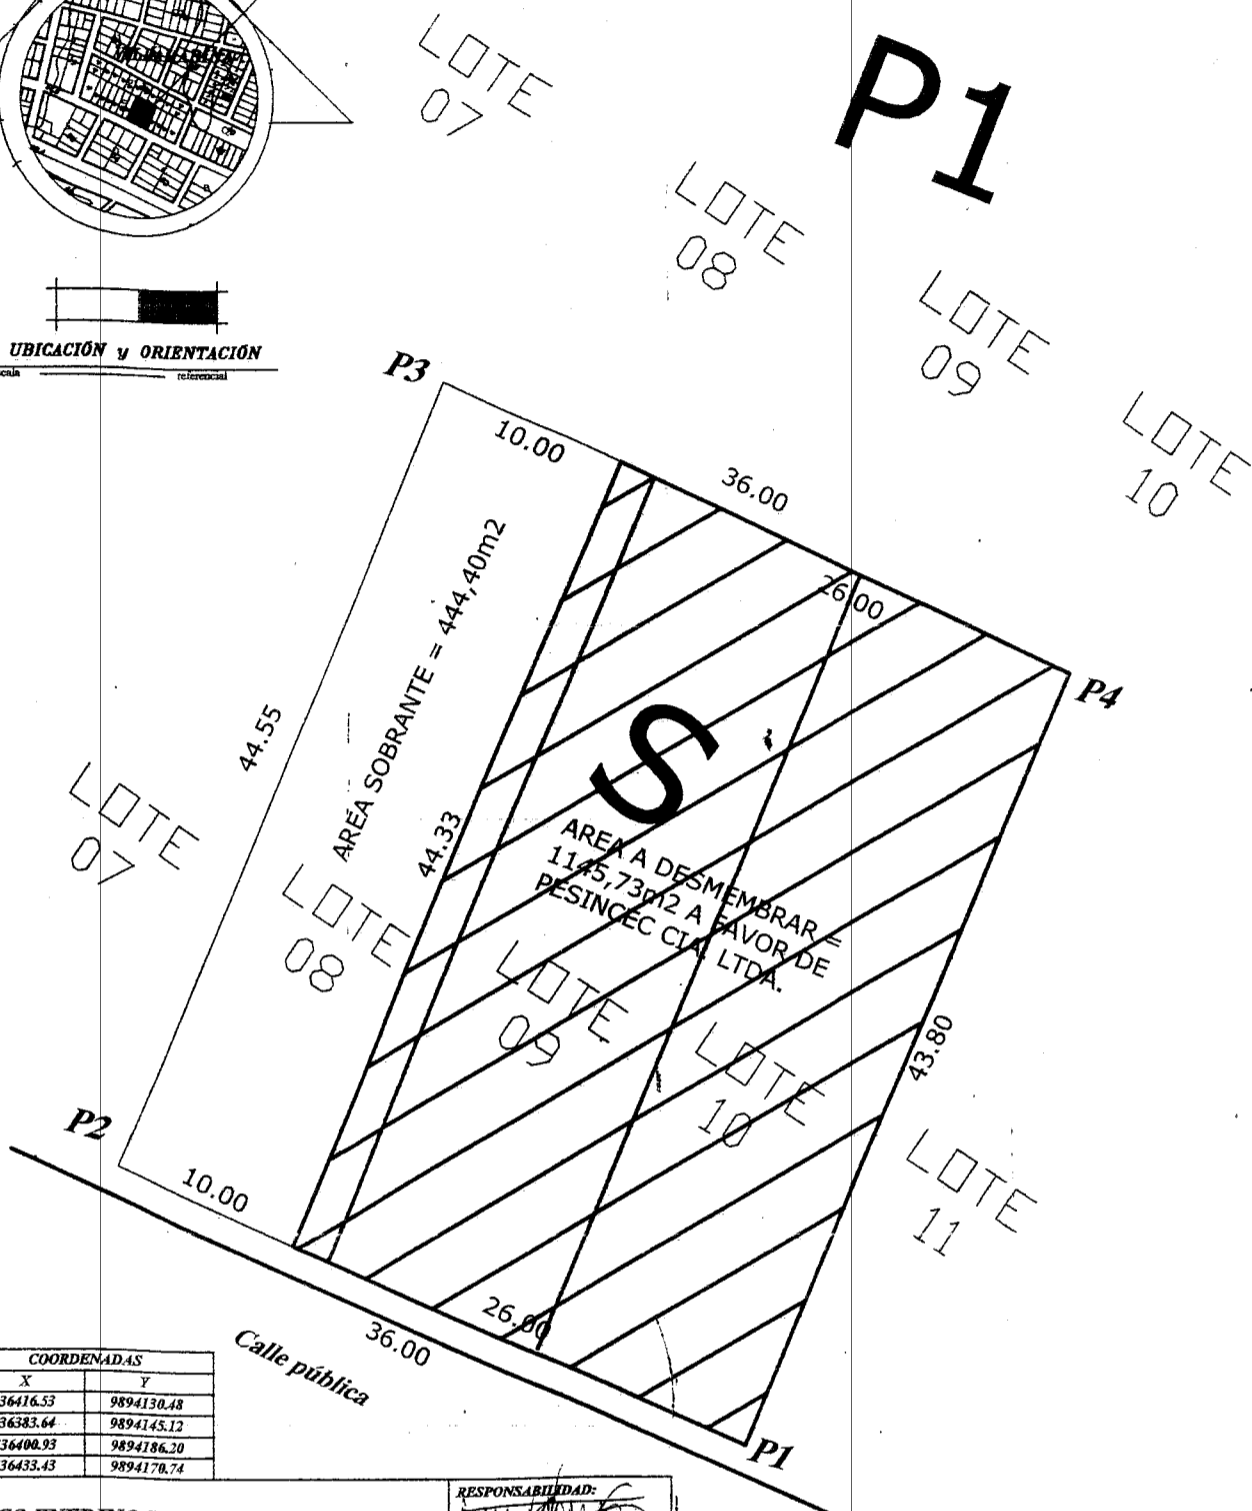 P1
LOTE
07
LOTE
08
LOTE
09
LOTE
10
UBICACIÓN y ORIENTACIÓN
referencial
P3
10.00
36.00
26.00
P4
AREA SOBRANTE = 444,40m2
44.55
44.33
S
AREA A DESMEMBRAR =
1145,73m2 A FAVOR DE
PESINCEC CIA. LTDA.
LOTE
07
LOTE
08
LOTE
09
LOTE
10
43.80
LOTE
11
P2
10.00
26.00
36.00
Calle pública
P1
COORDENADAS
X Y
36416.53 9894130.48
36383.64 9894145.12
36400.93 9894186.20
36433.43 9894170.74
RESPONSABILIDAD: